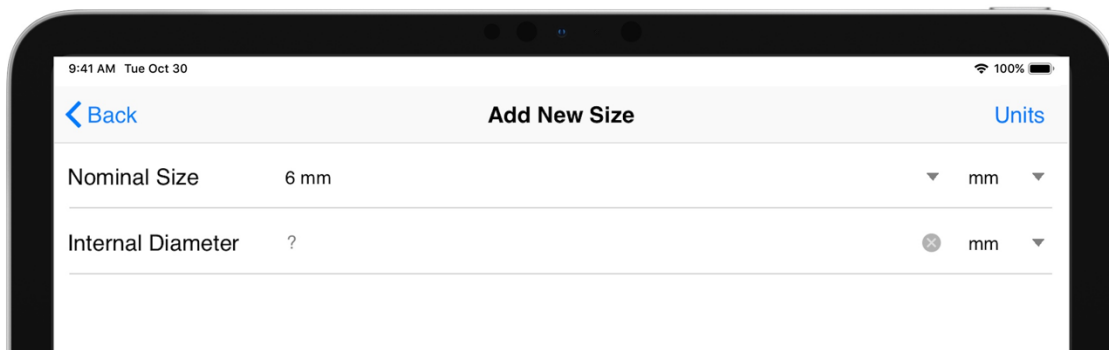 9:41 AM Tue Oct 30 100%
Back Add New Size Units
Nominal Size 6 mm mm
Internal Diameter ? mm